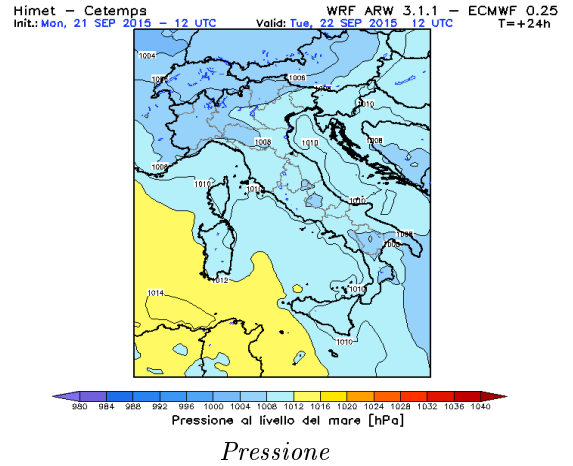 Himet – Cetemps WRF ARW 3.1.1 – ECMWF 0.25
Init.: Mon, 21 SEP 2015 – 12 UTC Valid: Tue, 22 SEP 2015 12 UTC T=+24h
1004
1006
1010
1008
1008
1010
1008
1010
1010
1010
1012
1014
1010
1010
980 984 988 992 996 1000 1004 1008 1012 1016 1020 1024 1028 1032 1036 1040
Pressione al livello del mare [hPa]
Pressione